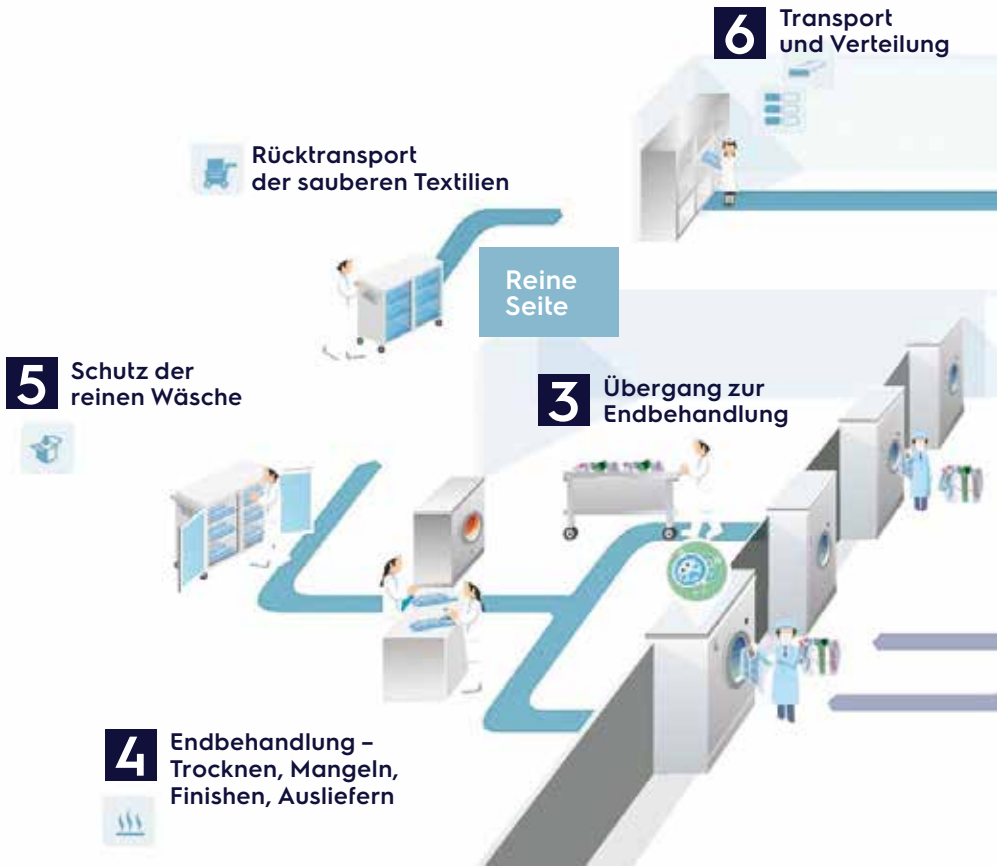 6
Transport
und Verteilung
Rücktransport
der sauberen Textilien
Reine
Seite
5
Schutz der
reinen Wäsche
3
Übergang zur
Endbehandlung
4
Endbehandlung –
Trocknen, Mangeln,
Finishen, Ausliefern